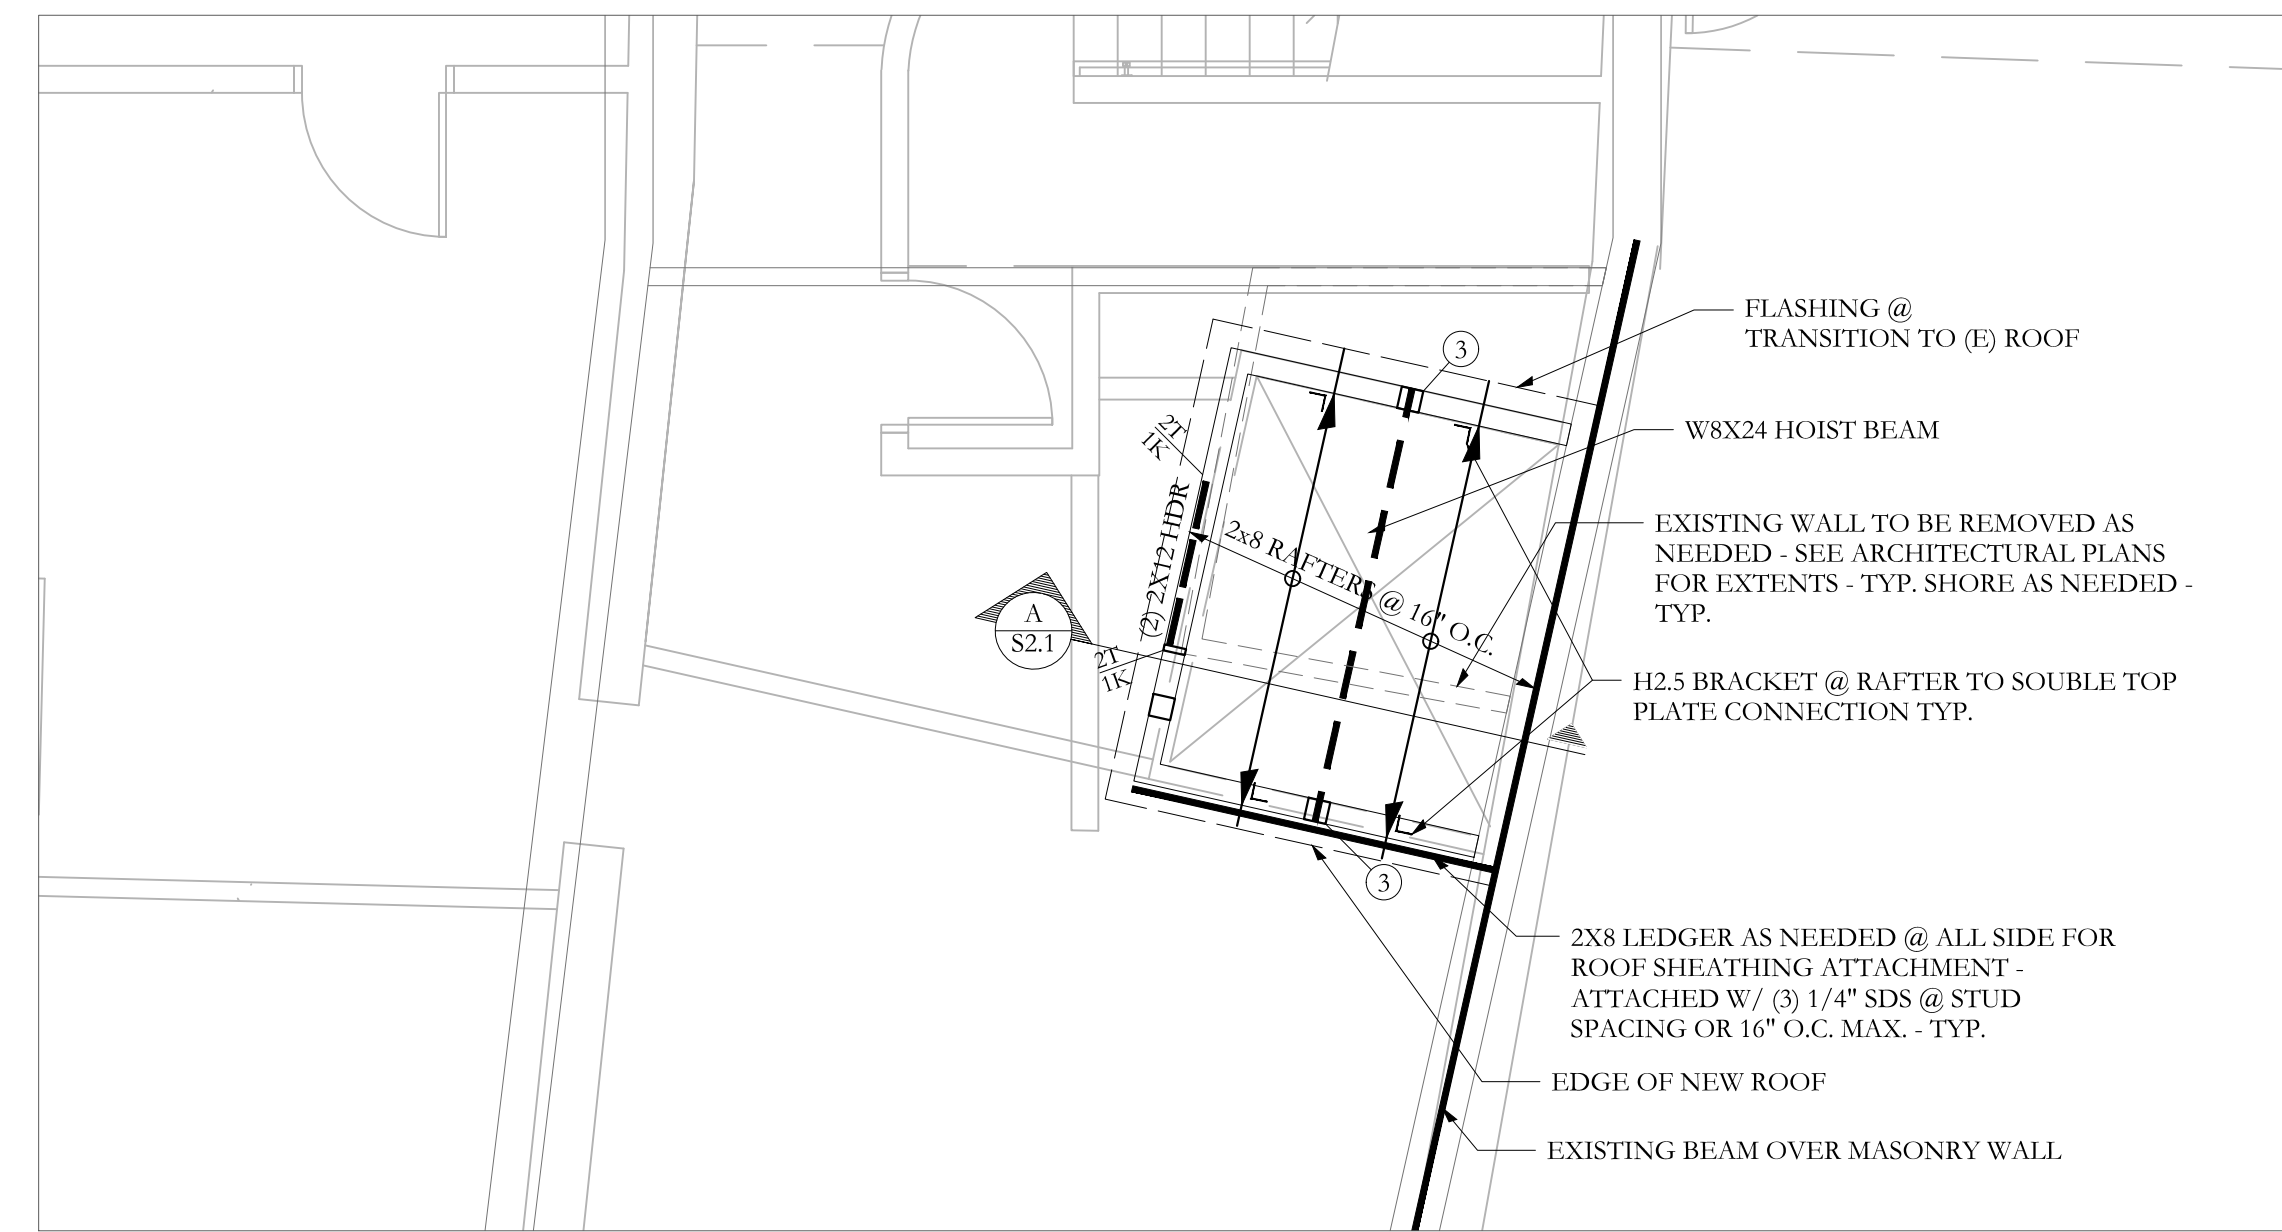 3
FLASHING @
TRANSITION TO (E) ROOF
W8X24 HOIST BEAM
2T
1K
(2) 2X12 HDR
2x8 RAFTERS @ 16" O.C.
EXISTING WALL TO BE REMOVED AS
NEEDED - SEE ARCHITECTURAL PLANS
FOR EXTENTS - TYP. SHORE AS NEEDED -
TYP.
A
S2.1
2T
1K
H2.5 BRACKET @ RAFTER TO SOUBLE TOP
PLATE CONNECTION TYP.
3
2X8 LEDGER AS NEEDED @ ALL SIDE FOR
ROOF SHEATHING ATTACHMENT -
ATTACHED W/ (3) 1/4" SDS @ STUD
SPACING OR 16" O.C. MAX. - TYP.
EDGE OF NEW ROOF
EXISTING BEAM OVER MASONRY WALL